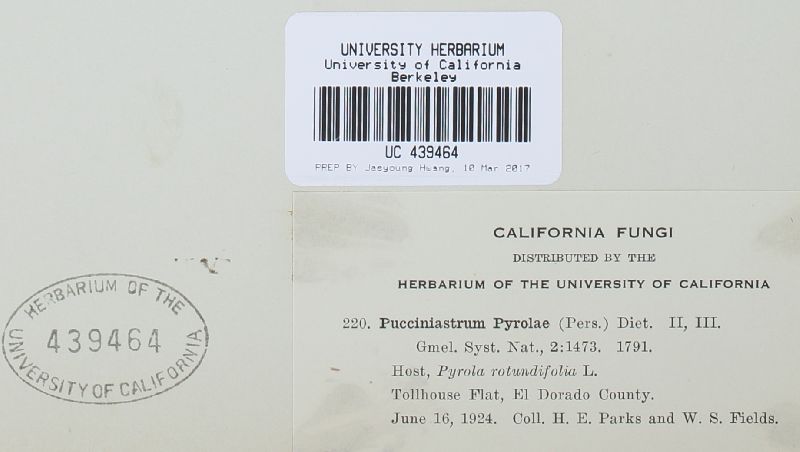 UNIVERSITY HERBARIUM
University of California
Berkeley
UC 439464
PREP BY Jaeyoung Hwang, 10 Mar 2017
CALIFORNIA FUNGI
DISTRIBUTED BY THE
HERBARIUM OF THE UNIVERSITY OF CALIFORNIA
220. Pucciniastrum Pyrolae (Pers.) Diet. II, III.
Gmel. Syst. Nat., 2:1473. 1791.
Host, Pyrola rotundifolia L.
Tollhouse Flat, El Dorado County.
June 16, 1924. Coll. H. E. Parks and W. S. Fields.
HERBARIUM OF THE
439464
UNIVERSITY OF CALIFORNIA